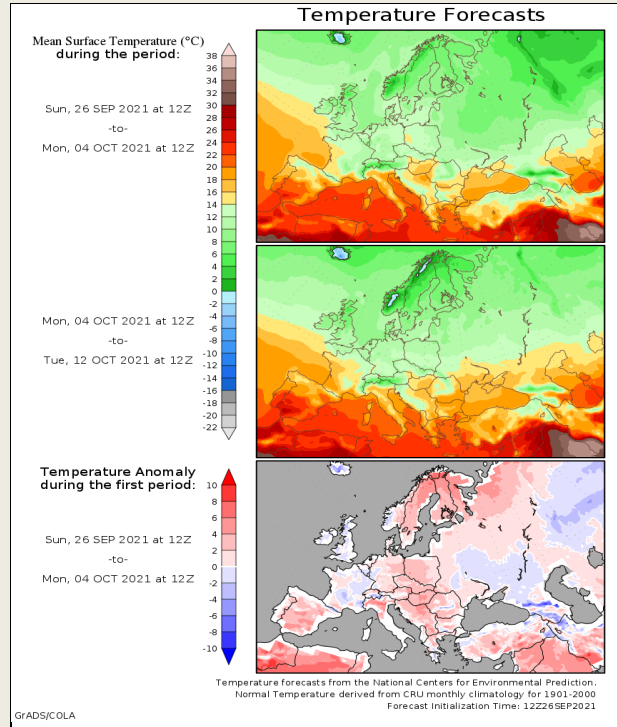 Temperature Forecasts
Mean Surface Temperature (°C)
during the period:
38
36
34
32
30
28
26
24
22
20
18
16
14
12
10
8
6
4
2
0
-2
-4
-6
-8
-10
-12
-14
-16
-18
-20
-22
Sun, 26 SEP 2021 at 12Z
-to-
Mon, 04 OCT 2021 at 12Z
Mon, 04 OCT 2021 at 12Z
-to-
Tue, 12 OCT 2021 at 12Z
Temperature Anomaly
during the first period:
10
8
6
4
2
0
-2
-4
-6
-8
-10
Sun, 26 SEP 2021 at 12Z
-to-
Mon, 04 OCT 2021 at 12Z
Temperature forecasts from the National Centers for Environmental Prediction.
Normal Temperature derived from CRU monthly climatology for 1901-2000
Forecast Initialization Time: 12Z26SEP2021
GrADS/COLA